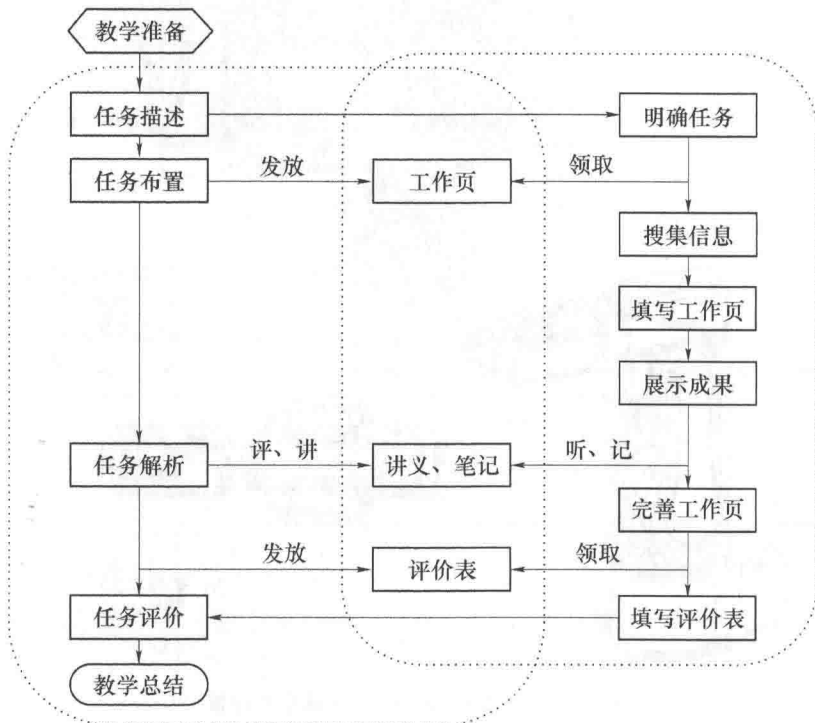 教学准备
任务描述
明确任务
任务布置
发放
工作页
领取
搜集信息
填写工作页
展示成果
任务解析
评、讲
讲义、笔记
听、记
完善工作页
发放
评价表
领取
任务评价
填写评价表
教学总结